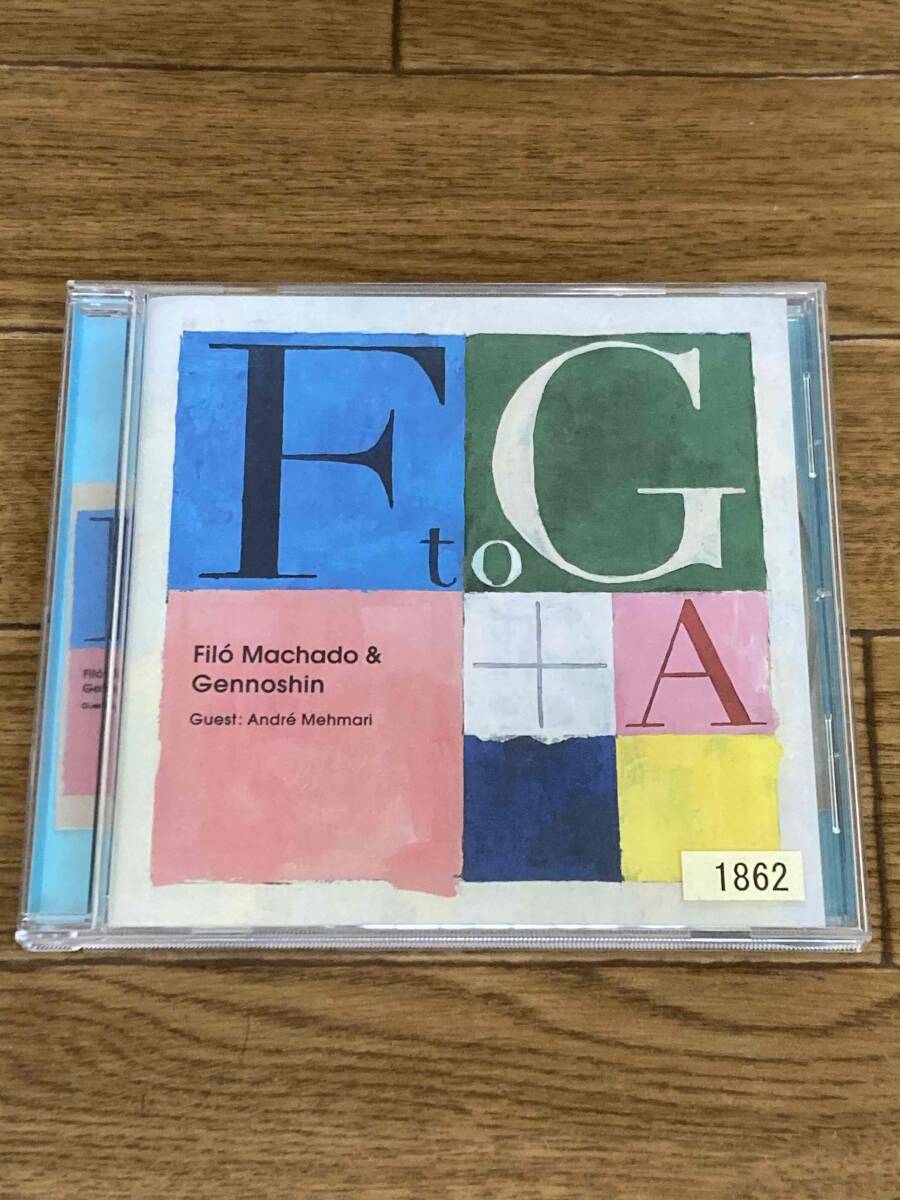 F to G
+ A
Filó Machado &
Gennoshin
Guest: André Mehmari
1862